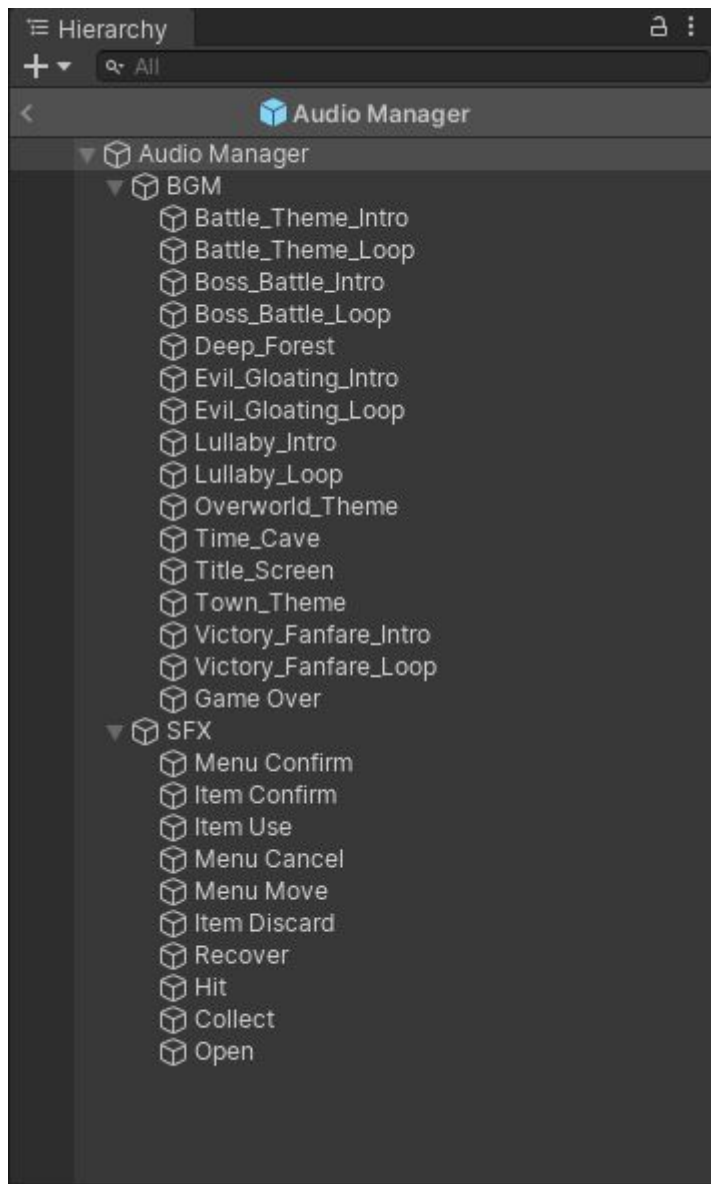 Hierarchy
All
Audio Manager
Audio Manager
BGM
Battle_Theme_Intro
Battle_Theme_Loop
Boss_Battle_Intro
Boss_Battle_Loop
Deep_Forest
Evil_Gloating_Intro
Evil_Gloating_Loop
Lullaby_Intro
Lullaby_Loop
Overworld_Theme
Time_Cave
Title_Screen
Town_Theme
Victory_Fanfare_Intro
Victory_Fanfare_Loop
Game Over
SFX
Menu Confirm
Item Confirm
Item Use
Menu Cancel
Menu Move
Item Discard
Recover
Hit
Collect
Open